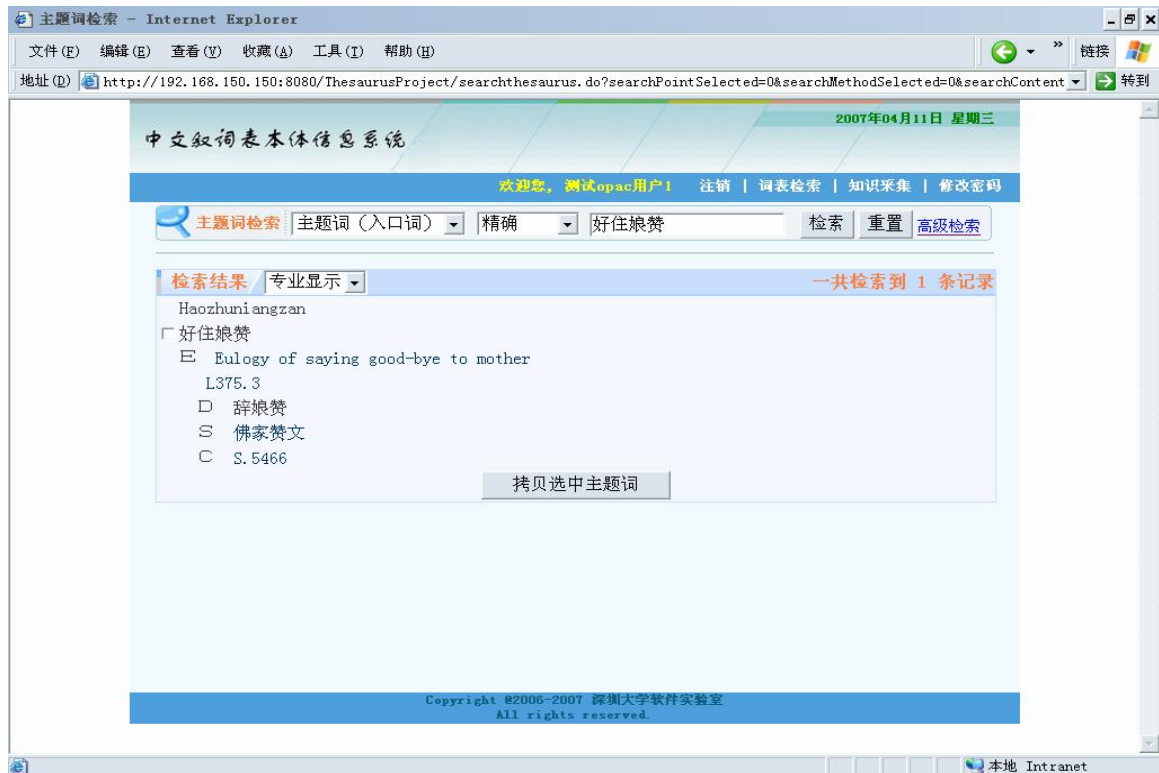 主题词检索 - Internet Explorer
文件(F) 编辑(E) 查看(V) 收藏(A) 工具(T) 帮助(H) » 链接
地址(D) http://192.168.150.150:8080/ThesaurusProject/searchthesaurus.do?searchPointSelected=0&searchMethodSelected=0&searchContent 转到
2007年04月11日 星期三
中文叙词表本体信息系统
欢迎您, 测试opac用户1 注销 | 词表检索 | 知识采集 | 修改密码
主题词检索 主题词（入口词） 精确 好住娘赞 检索 重置 高级检索
检索结果 专业显示 一共检索到 1 条记录
Haozhuniangzan
好住娘赞
E Eulogy of saying good-bye to mother
L375.3
D 辞娘赞
S 佛家赞文
C S.5466
拷贝选中主题词
Copyright @2006-2007 深圳大学软件实验室
All rights reserved.
本地 Intranet